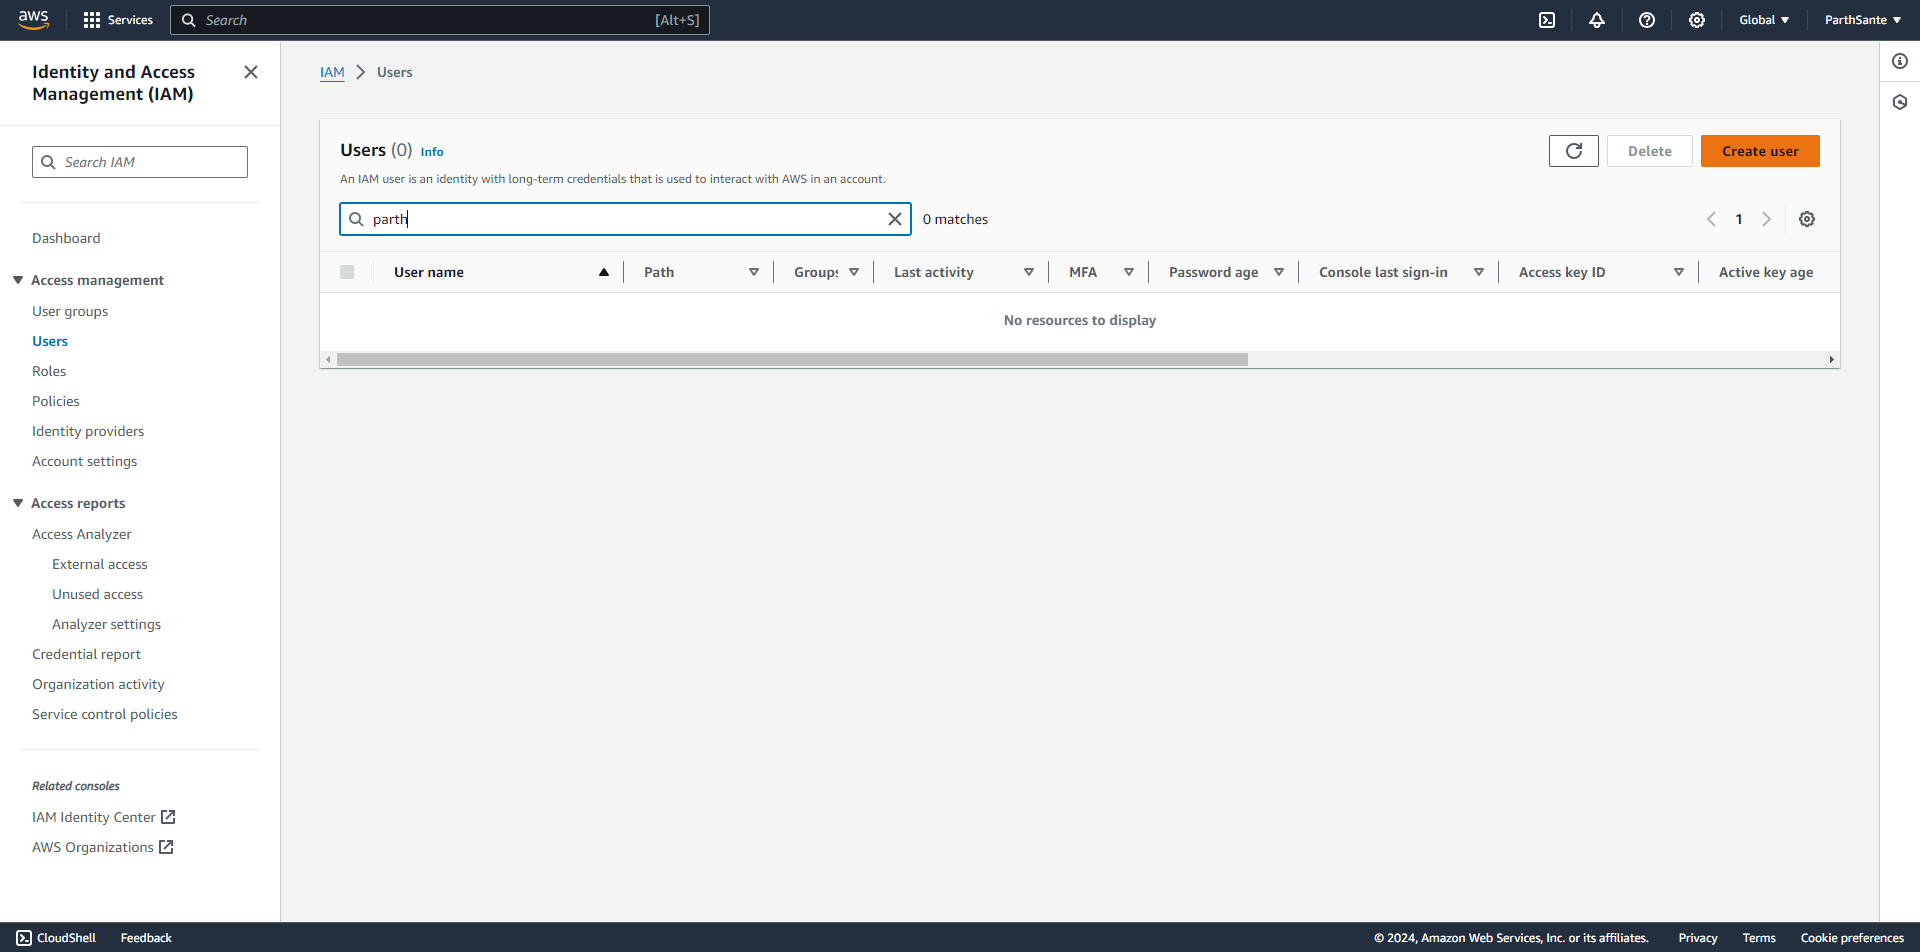 aws
Services
Search
[Alt+S]
Global
ParthSante
Identity and Access
Management (IAM)
Search IAM
Dashboard
Access management
User groups
Users
Roles
Policies
Identity providers
Account settings
Access reports
Access Analyzer
External access
Unused access
Analyzer settings
Credential report
Organization activity
Service control policies
Related consoles
IAM Identity Center
AWS Organizations
IAM
Users
Users (0) Info
Delete
Create user
An IAM user is an identity with long-term credentials that is used to interact with AWS in an account.
parth
0 matches
1
User name
Path
Groups
Last activity
MFA
Password age
Console last sign-in
Access key ID
Active key age
No resources to display
CloudShell
Feedback
© 2024, Amazon Web Services, Inc. or its affiliates.
Privacy
Terms
Cookie preferences